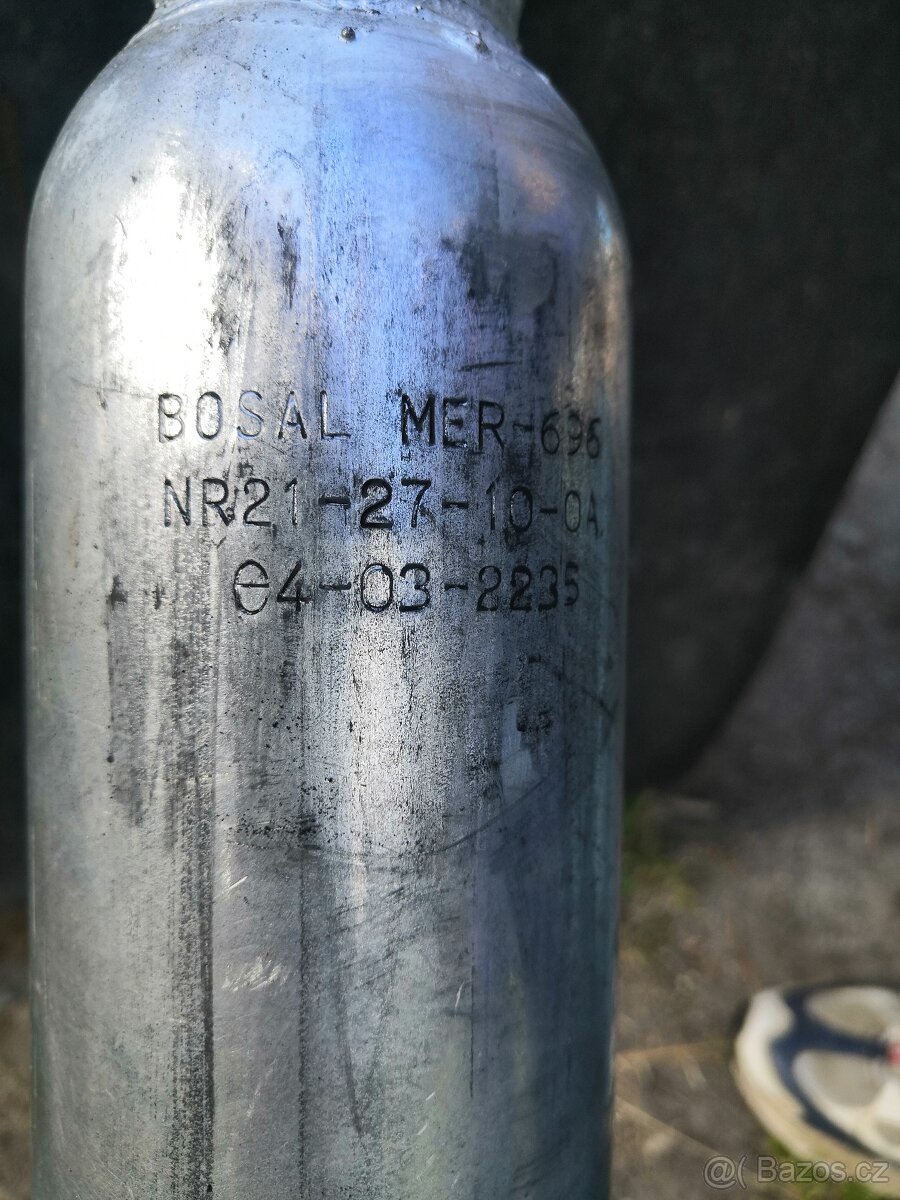 BOSAL MER-696
NR21-27-10-0A
e4-03-2235
@( Bazos.cz